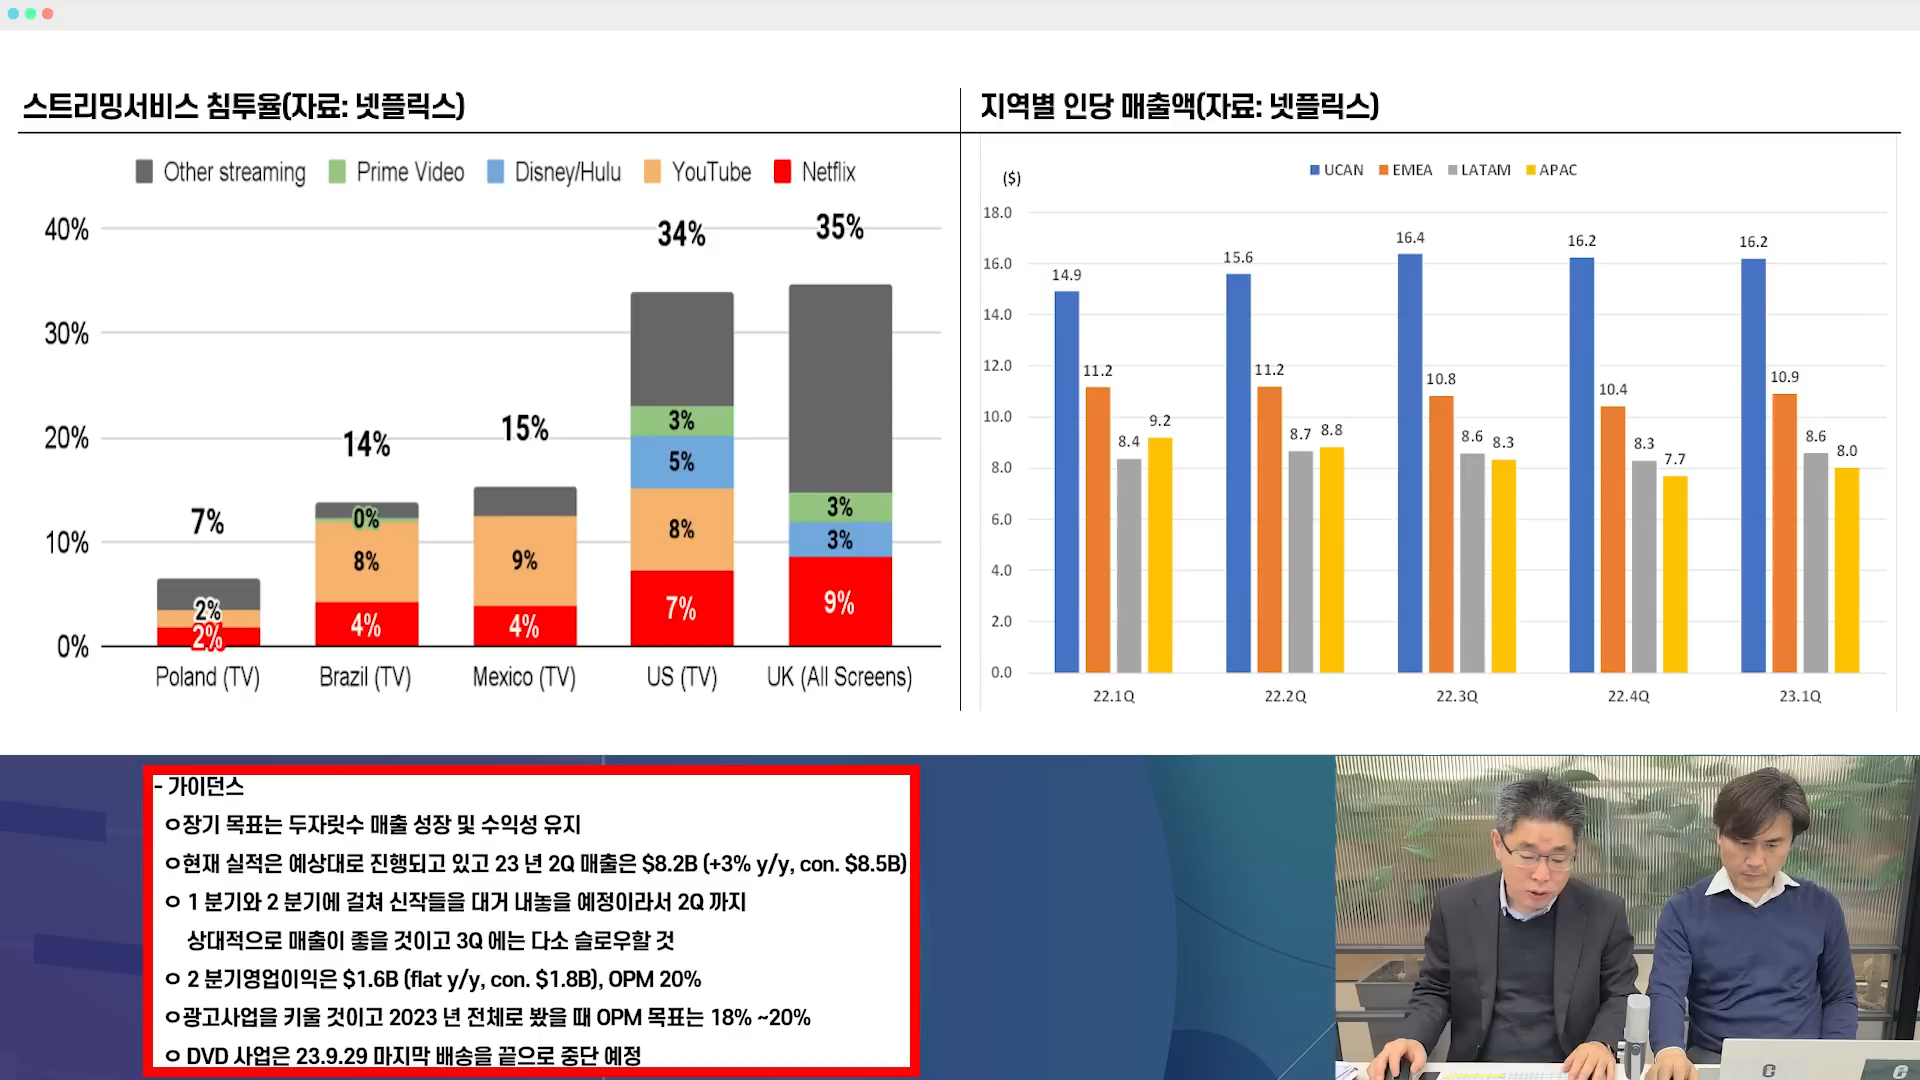 스트리밍서비스 침투율(자료: 넷플릭스)
Other streaming Prime Video Disney/Hulu YouTube Netflix
40%
30%
20%
10%
0%
7%
2%
2%
14%
0%
8%
4%
15%
9%
4%
34%
3%
5%
8%
7%
35%
3%
3%
9%
Poland (TV) Brazil (TV) Mexico (TV) US (TV) UK (All Screens)
지역별 인당 매출액(자료: 넷플릭스)
UCAN EMEA LATAM APAC
($)
18.0
16.0
14.0
12.0
10.0
8.0
6.0
4.0
2.0
0.0
14.9 11.2 8.4 9.2
15.6 11.2 8.7 8.8
16.4 10.8 8.6 8.3
16.2 10.4 8.3 7.7
16.2 10.9 8.6 8.0
22.1Q 22.2Q 22.3Q 22.4Q 23.1Q
- 가이던스
ㅇ장기 목표는 두자릿수 매출 성장 및 수익성 유지
ㅇ현재 실적은 예상대로 진행되고 있고 23 년 2Q 매출은 $8.2B (+3% y/y, con. $8.5B)
ㅇ 1 분기와 2 분기에 걸쳐 신작들을 대거 내놓을 예정이라서 2Q 까지
상대적으로 매출이 좋을 것이고 3Q 에는 다소 슬로우할 것
ㅇ 2 분기영업이익은 $1.6B (flat y/y, con. $1.8B), OPM 20%
ㅇ광고사업을 키울 것이고 2023 년 전체로 봤을 때 OPM 목표는 18% ~20%
ㅇ DVD 사업은 23.9.29 마지막 배송을 끝으로 중단 예정